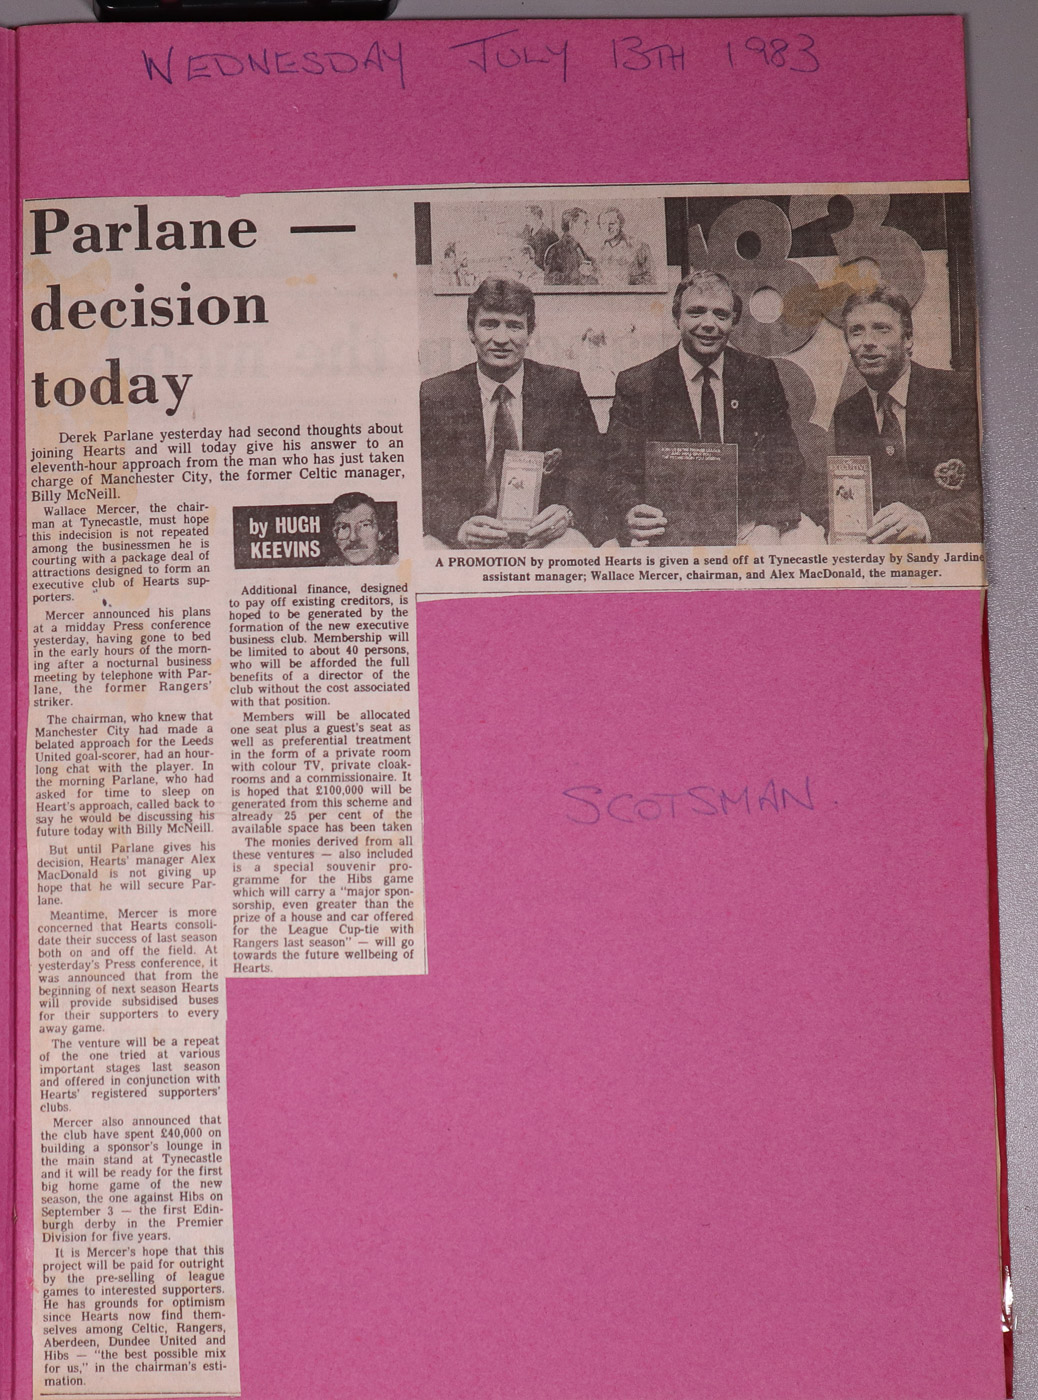 WEDNESDAY JULY 13TH 1983
Parlane —
decision
today
Derek Parlane yesterday had second thoughts about
joining Hearts and will today give his answer to an
eleventh-hour approach from the man who has just taken
charge of Manchester City, the former Celtic manager,
Billy McNeill.
Wallace Mercer, the chair-
man at Tynecastle, must hope
this indecision is not repeated
among the businessmen he is
courting with a package deal of
attractions designed to form an
executive club of Hearts sup-
porters.
Mercer announced his plans
at a midday Press conference
yesterday, having gone to bed
in the early hours of the morn-
ing after a nocturnal business
meeting by telephone with Par-
lane, the former Rangers'
striker.
The chairman, who knew that
Manchester City had made a
belated approach for the Leeds
United goal-scorer, had an hour-
long chat with the player. In
the morning Parlane, who had
asked for time to sleep on
Heart's approach, called back to
say he would be discussing his
future today with Billy McNeill.
But until Parlane gives his
decision, Hearts' manager Alex
MacDonald is not giving up
hope that he will secure Par-
lane.
Meantime, Mercer is more
concerned that Hearts consoli-
date their success of last season
both on and off the field. At
yesterday's Press conference, it
was announced that from the
beginning of next season Hearts
will provide subsidised buses
for their supporters to every
away game.
The venture will be a repeat
of the one tried at various
important stages last season
and offered in conjunction with
Hearts' registered supporters'
clubs.
Mercer also announced that
the club have spent £40,000 on
building a sponsor's lounge in
the main stand at Tynecastle
and it will be ready for the first
big home game of the new
season, the one against Hibs on
September 3 — the first Edin-
burgh derby in the Premier
Division for five years.
It is Mercer's hope that this
project will be paid for outright
by the pre-selling of league
games to interested supporters.
He has grounds for optimism
since Hearts now find them-
selves among Celtic, Rangers,
Aberdeen, Dundee United and
Hibs — "the best possible mix
for us," in the chairman's esti-
mation.
by HUGH
KEEVINS
Additional finance, designed
to pay off existing creditors, is
hoped to be generated by the
formation of the new executive
business club. Membership will
be limited to about 40 persons,
who will be afforded the full
benefits of a director of the
club without the cost associated
with that position.
Members will be allocated
one seat plus a guest's seat as
well as preferential treatment
in the form of a private room
with colour TV, private cloak-
rooms and a commissionaire. It
is hoped that £100,000 will be
generated from this scheme and
already 25 per cent of the
available space has been taken
The monies derived from all
these ventures — also included
is a special souvenir pro-
gramme for the Hibs game
which will carry a "major spon-
sorship, even greater than the
prize of a house and car offered
for the League Cup-tie with
Rangers last season" — will go
towards the future wellbeing of
Hearts.
83
A PROMOTION by promoted Hearts is given a send off at Tynecastle yesterday by Sandy Jardine
assistant manager; Wallace Mercer, chairman, and Alex MacDonald, the manager.
SCOTSMAN.